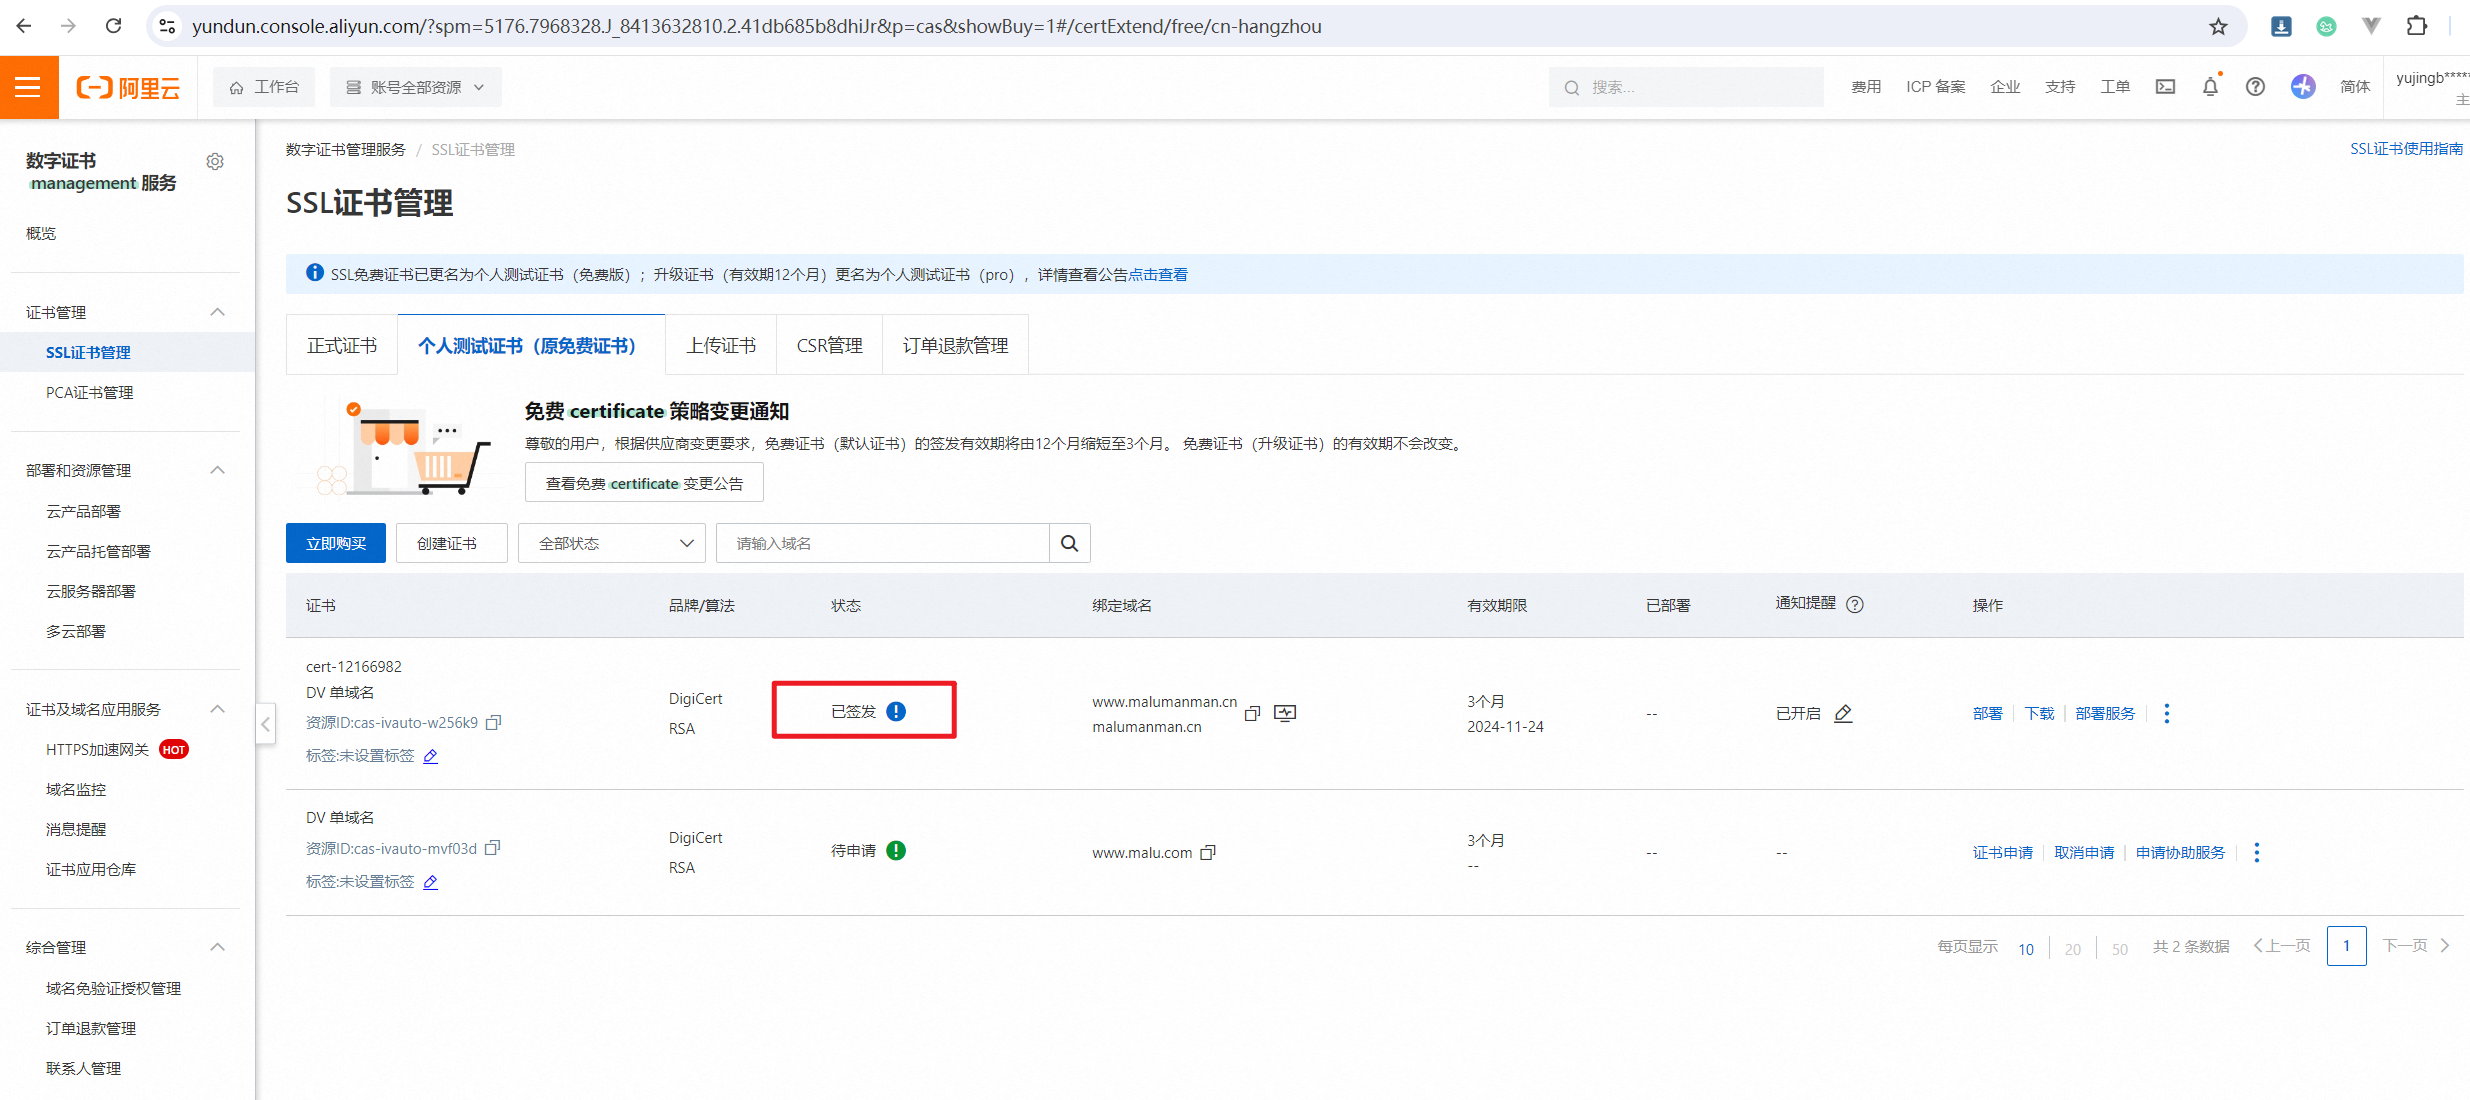 yundun.console.aliyun.com/?spm=5176.7968328.J_8413632810.2.41db685b8dhiJr&p=cas&showBuy=1#/certExtend/free/cn-hangzhou
阿里云
工作台
账号全部资源
搜索...
费用
ICP 备案
企业
支持
工单
简体
yujingb*****
主
数字证书
management 服务
概览
证书管理
SSL证书管理
PCA证书管理
部署和资源管理
云产品部署
云产品托管部署
云服务器部署
多云部署
证书及域名应用服务
HTTPS加速网关 HOT
域名监控
消息提醒
证书应用仓库
综合管理
域名免验证授权管理
订单退款管理
联系人管理
数字证书管理服务 / SSL证书管理
SSL证书使用指南
SSL证书管理
SSL免费证书已更名为个人测试证书（免费版）；升级证书（有效期12个月）更名为个人测试证书（pro），详情查看公告点击查看
正式证书
个人测试证书（原免费证书）
上传证书
CSR管理
订单退款管理
免费 certificate 策略变更通知
尊敬的用户，根据供应商变更要求，免费证书（默认证书）的签发有效期将由12个月缩短至3个月。 免费证书（升级证书）的有效期不会改变。
查看免费 certificate 变更公告
立即购买
创建证书
全部状态
请输入域名
证书
品牌/算法
状态
绑定域名
有效期限
已部署
通知提醒
操作
cert-12166982
DV 单域名
资源ID:cas-ivauto-w256k9
标签:未设置标签
DigiCert
RSA
已签发
www.malumanman.cn
malumanman.cn
3个月
2024-11-24
--
已开启
部署
下载
部署服务
DV 单域名
资源ID:cas-ivauto-mvf03d
标签:未设置标签
DigiCert
RSA
待申请
www.malu.com
3个月
--
--
--
证书申请
取消申请
申请协助服务
每页显示 10 20 50 共 2 条数据 上一页 1 下一页